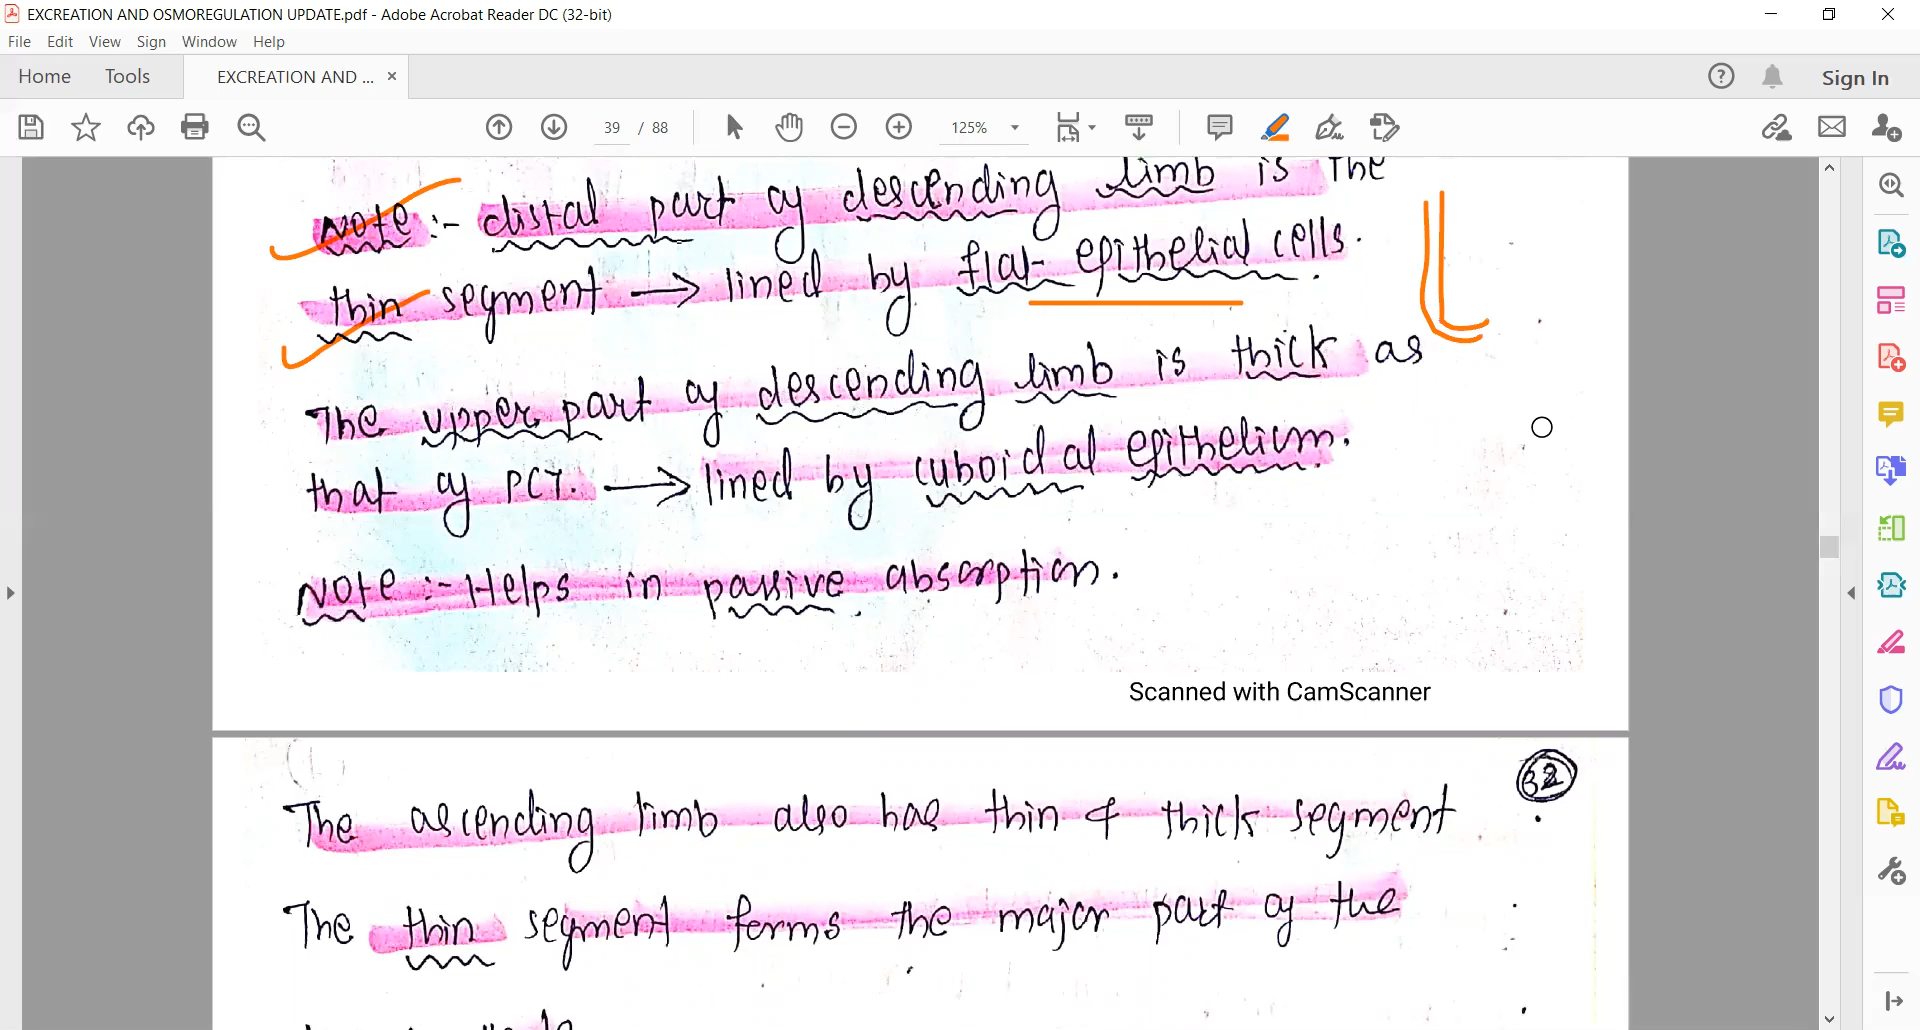 EXCREATION AND OSMOREGULATION UPDATE.pdf - Adobe Acrobat Reader DC (32-bit)
File Edit View Sign Window Help
Home Tools EXCREATION AND ... × Sign In
39 / 88 125%
Note :- distal part of descending limb is the
thin segment → lined by flat epithelial cells.
The upper part of descending limb is thick as
that of PCT. → lined by cuboidal epithelium.
Note :- Helps in passive absorption.
Scanned with CamScanner
32
The ascending limb also has thin & thick segment
The thin segment forms the major part of the